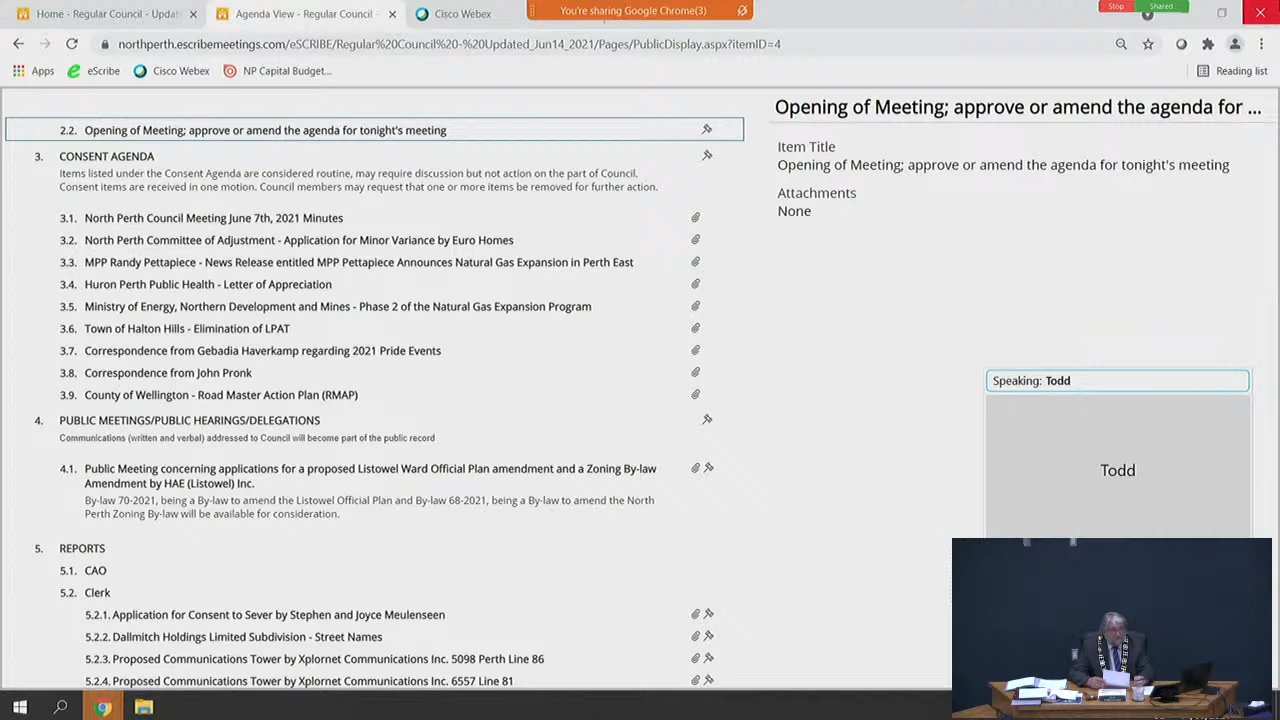 Home - Regular Council - Updat
Agenda View - Regular Council -
Cisco Webex
You're sharing Google Chrome(3)
Stop
Shared
northperth.escribemeetings.com/eSCRIBE/Regular%20Council%20-%20Updated_Jun14_2021/Pages/PublicDisplay.aspx?itemID=4
Apps
eScribe
Cisco Webex
NP Capital Budget...
Reading list
2.2. Opening of Meeting; approve or amend the agenda for tonight's meeting
3. CONSENT AGENDA
Items listed under the Consent Agenda are considered routine, may require discussion but not action on the part of Council.
Consent items are received in one motion. Council members may request that one or more items be removed for further action.
3.1. North Perth Council Meeting June 7th, 2021 Minutes
3.2. North Perth Committee of Adjustment - Application for Minor Variance by Euro Homes
3.3. MPP Randy Pettapiece - News Release entitled MPP Pettapiece Announces Natural Gas Expansion in Perth East
3.4. Huron Perth Public Health - Letter of Appreciation
3.5. Ministry of Energy, Northern Development and Mines - Phase 2 of the Natural Gas Expansion Program
3.6. Town of Halton Hills - Elimination of LPAT
3.7. Correspondence from Gebadia Haverkamp regarding 2021 Pride Events
3.8. Correspondence from John Pronk
3.9. County of Wellington - Road Master Action Plan (RMAP)
4. PUBLIC MEETINGS/PUBLIC HEARINGS/DELEGATIONS
Communications (written and verbal) addressed to Council will become part of the public record
4.1. Public Meeting concerning applications for a proposed Listowel Ward Official Plan amendment and a Zoning By-law
Amendment by HAE (Listowel) Inc.
By-law 70-2021, being a By-law to amend the Listowel Official Plan and By-law 68-2021, being a By-law to amend the North
Perth Zoning By-law will be available for consideration.
5. REPORTS
5.1. CAO
5.2. Clerk
5.2.1. Application for Consent to Sever by Stephen and Joyce Meulenseen
5.2.2. Dallmitch Holdings Limited Subdivision - Street Names
5.2.3. Proposed Communications Tower by Xplornet Communications Inc. 5098 Perth Line 86
5.2.4. Proposed Communications Tower by Xplornet Communications Inc. 6557 Line 81
Opening of Meeting; approve or amend the agenda for ...
Item Title
Opening of Meeting; approve or amend the agenda for tonight's meeting
Attachments
None
Speaking: Todd
Todd